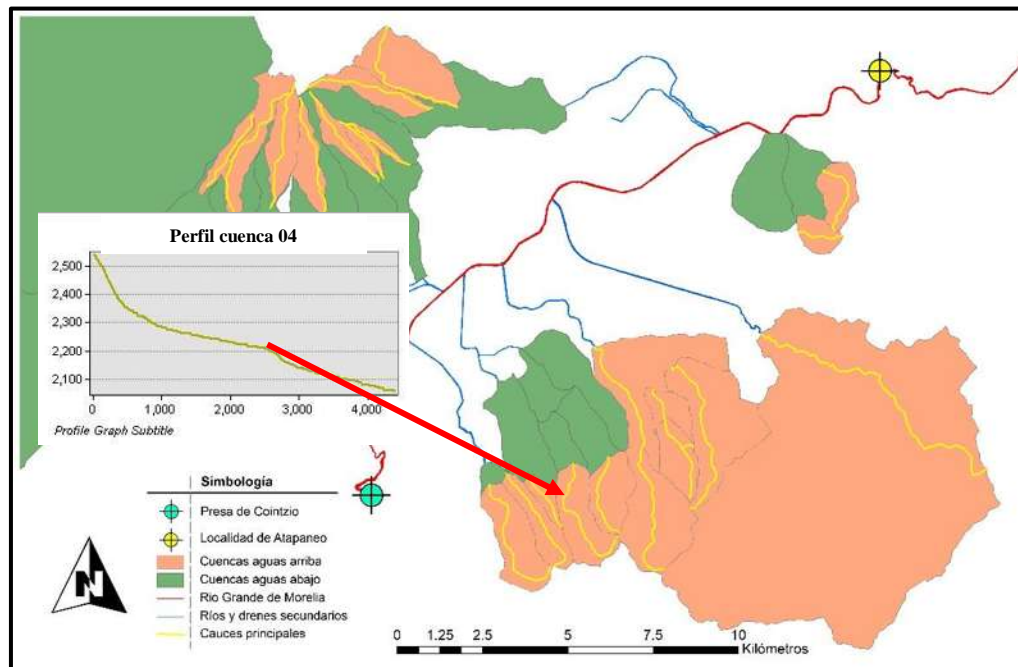 Perfil cuenca 04
2,500
2,400
2,300
2,200
2,100
0 1,000 2,000 3,000 4,000
Profile Graph Subtitle
Simbología
Presa de Cointzio
Localidad de Atapaneo
Cuencas aguas arriba
Cuencas aguas abajo
Rio Grande de Morelia
Ríos y drenes secundarios
Cauces principales
N
0 1.25 2.5 5 7.5 10
Kilómetros